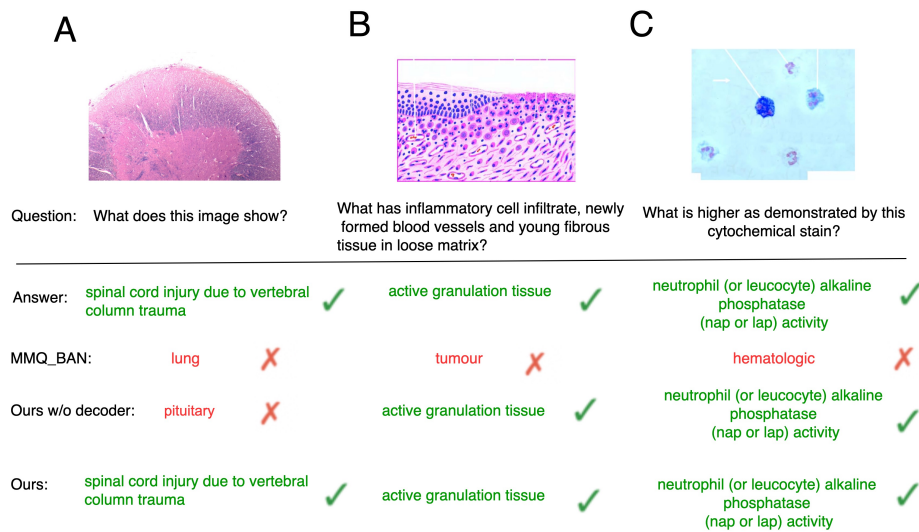 A
B
C
Question:
What does this image show?
What has inflammatory cell infiltrate, newly
formed blood vessels and young fibrous
tissue in loose matrix?
What is higher as demonstrated by this
cytochemical stain?
Answer:
spinal cord injury due to vertebral
column trauma
active granulation tissue
neutrophil (or leucocyte) alkaline
phosphatase
(nap or lap) activity
MMQ_BAN:
lung
tumour
hematologic
Ours w/o decoder:
pituitary
active granulation tissue
neutrophil (or leucocyte) alkaline
phosphatase
(nap or lap) activity
Ours:
spinal cord injury due to vertebral
column trauma
active granulation tissue
neutrophil (or leucocyte) alkaline
phosphatase
(nap or lap) activity